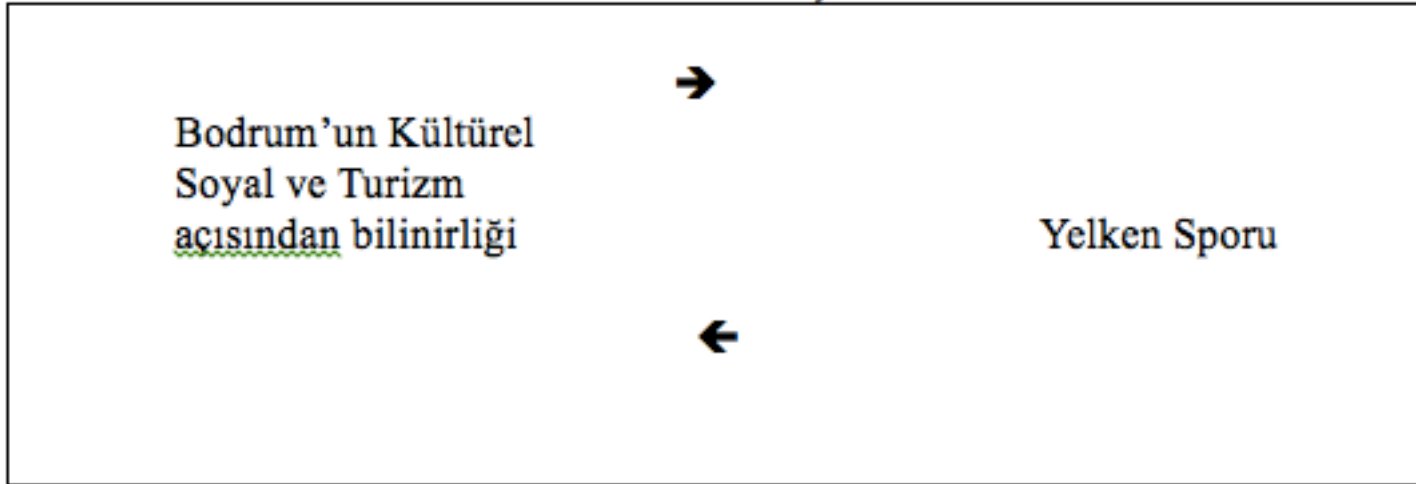 ➔
Bodrum’un Kültürel
Soyal ve Turizm
açısından bilinirliği
Yelken Sporu
🡰